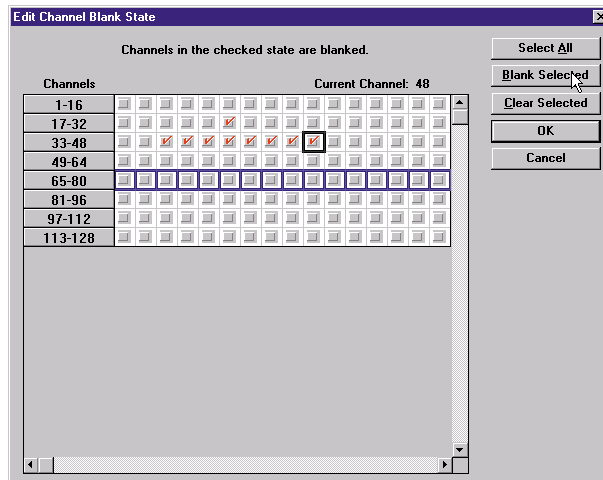 Edit Channel Blank State
Channels in the checked state are blanked.
Select All
Blank Selected
Clear Selected
OK
Cancel
Channels
Current Channel: 48
1-16
17-32
33-48
49-64
65-80
81-96
97-112
113-128